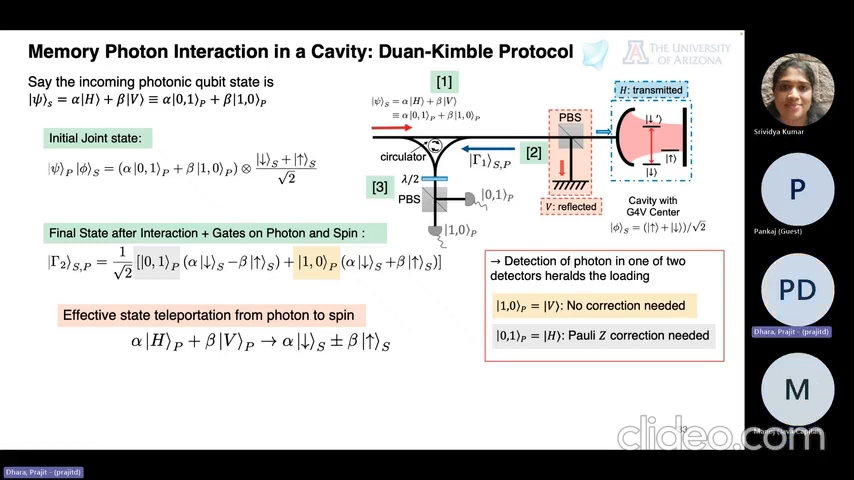 Memory Photon Interaction in a Cavity: Duan-Kimble Protocol
THE UNIVERSITY
OF ARIZONA
Say the incoming photonic qubit state is
|ψ⟩ₛ = α|H⟩ + β|V⟩ ≡ α|0,1⟩_P + β|1,0⟩_P
Initial Joint state:
|ψ⟩_P |ϕ⟩_S = (α|0,1⟩_P + β|1,0⟩_P) ⊗ (|↓⟩_S + |↑⟩_S)/√2
Final State after Interaction + Gates on Photon and Spin :
|Γ₂⟩_{S,P} = 1/√2 [|0,1⟩_P (α|↓⟩_S − β|↑⟩_S) + |1,0⟩_P (α|↓⟩_S + β|↑⟩_S)]
Effective state teleportation from photon to spin
α|H⟩_P + β|V⟩_P → α|↓⟩_S ± β|↑⟩_S
[1]
|ψ⟩_S = α|H⟩ + β|V⟩
≡ α|0,1⟩_P + β|1,0⟩_P
circulator
|Γ₁⟩_{S,P}
[2]
[3]
λ/2
PBS
|0,1⟩_P
|1,0⟩_P
PBS
V: reflected
H: transmitted
|↓′⟩
|↑⟩
|↓⟩
Cavity with
G4V Center
|ϕ⟩_S = (|↑⟩ + |↓⟩)/√2
→ Detection of photon in one of two
detectors heralds the loading
|1,0⟩_P = |V⟩: No correction needed
|0,1⟩_P = |H⟩: Pauli Z correction needed
Srividya Kumar
P
Pankaj (Guest)
PD
Dhara, Prajit - (prajitd)
M
clideo.com
Dhara, Prajit - (prajitd)